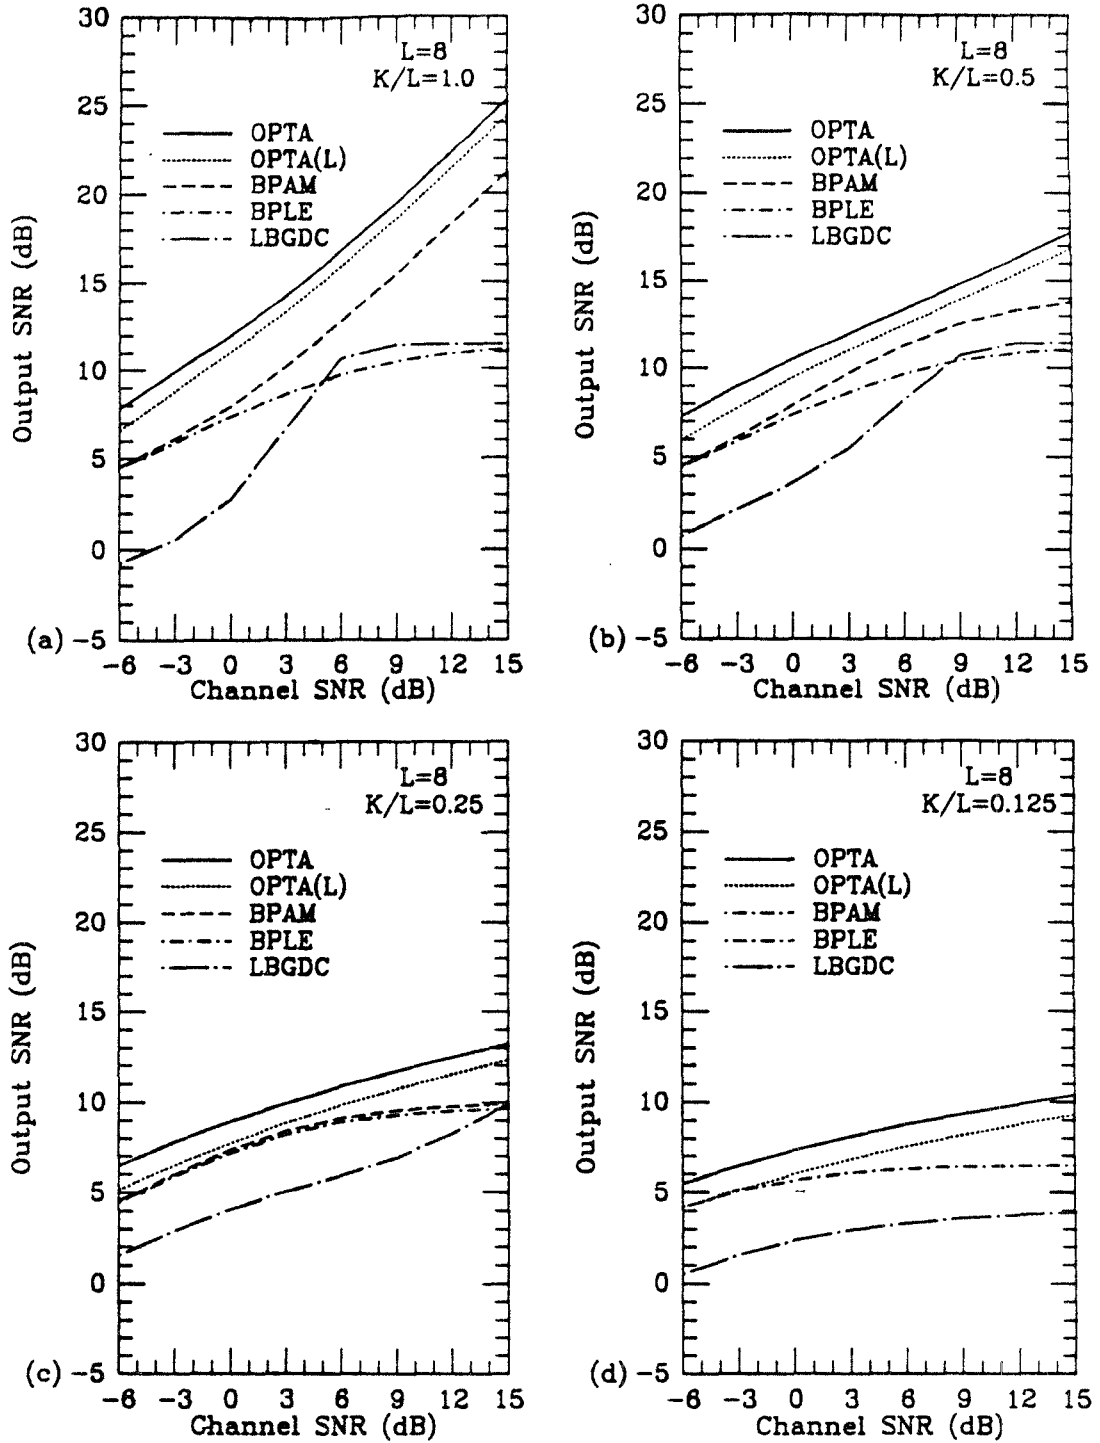 30
25
20
15
10
5
0
-5
Output SNR (dB)
L=8
K/L=1.0
OPTA
OPTA(L)
BPAM
BPLE
LBGDC
(a)
-6 -3 0 3 6 9 12 15
Channel SNR (dB)
30
25
20
15
10
5
0
-5
Output SNR (dB)
L=8
K/L=0.5
OPTA
OPTA(L)
BPAM
BPLE
LBGDC
(b)
-6 -3 0 3 6 9 12 15
Channel SNR (dB)
30
25
20
15
10
5
0
-5
Output SNR (dB)
L=8
K/L=0.25
OPTA
OPTA(L)
BPAM
BPLE
LBGDC
(c)
-6 -3 0 3 6 9 12 15
Channel SNR (dB)
30
25
20
15
10
5
0
-5
Output SNR (dB)
L=8
K/L=0.125
OPTA
OPTA(L)
BPAM
BPLE
LBGDC
(d)
-6 -3 0 3 6 9 12 15
Channel SNR (dB)